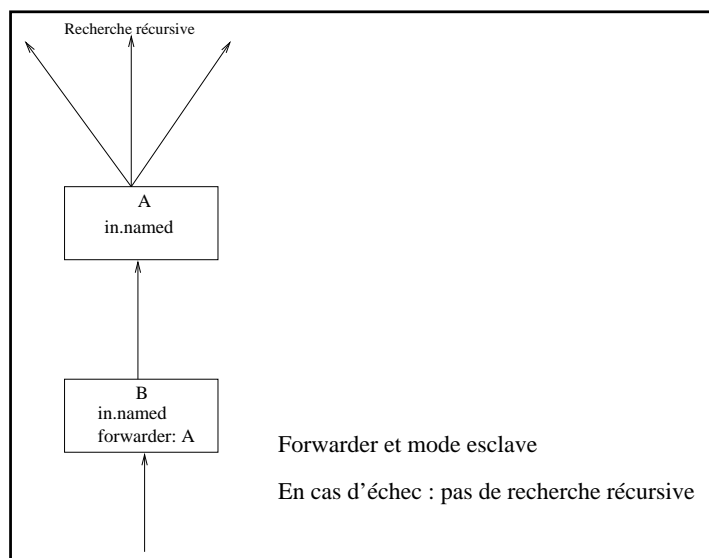 Recherche récursive
A
in.named
B
in.named
forwarder: A
Forwarder et mode esclave
En cas d'échec : pas de recherche récursive